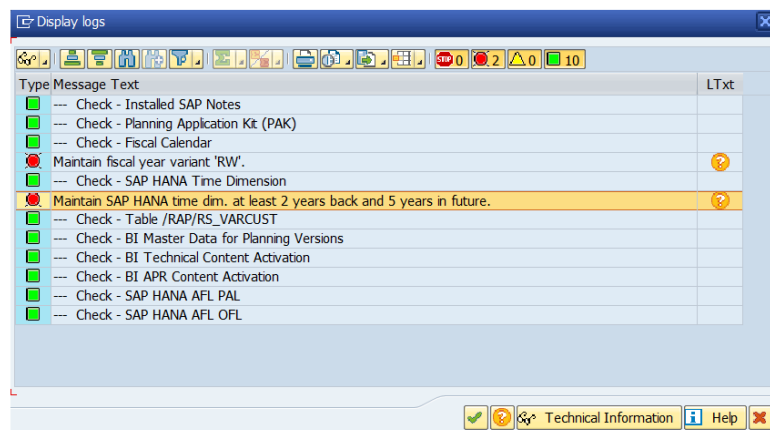 Display logs
STOP 0 2 0 10
Type Message Text LTxt
--- Check - Installed SAP Notes
--- Check - Planning Application Kit (PAK)
--- Check - Fiscal Calendar
Maintain fiscal year variant 'RW'.
--- Check - SAP HANA Time Dimension
Maintain SAP HANA time dim. at least 2 years back and 5 years in future.
--- Check - Table /RAP/RS_VARCUST
--- Check - BI Master Data for Planning Versions
--- Check - BI Technical Content Activation
--- Check - BI APR Content Activation
--- Check - SAP HANA AFL PAL
--- Check - SAP HANA AFL OFL
Technical Information Help